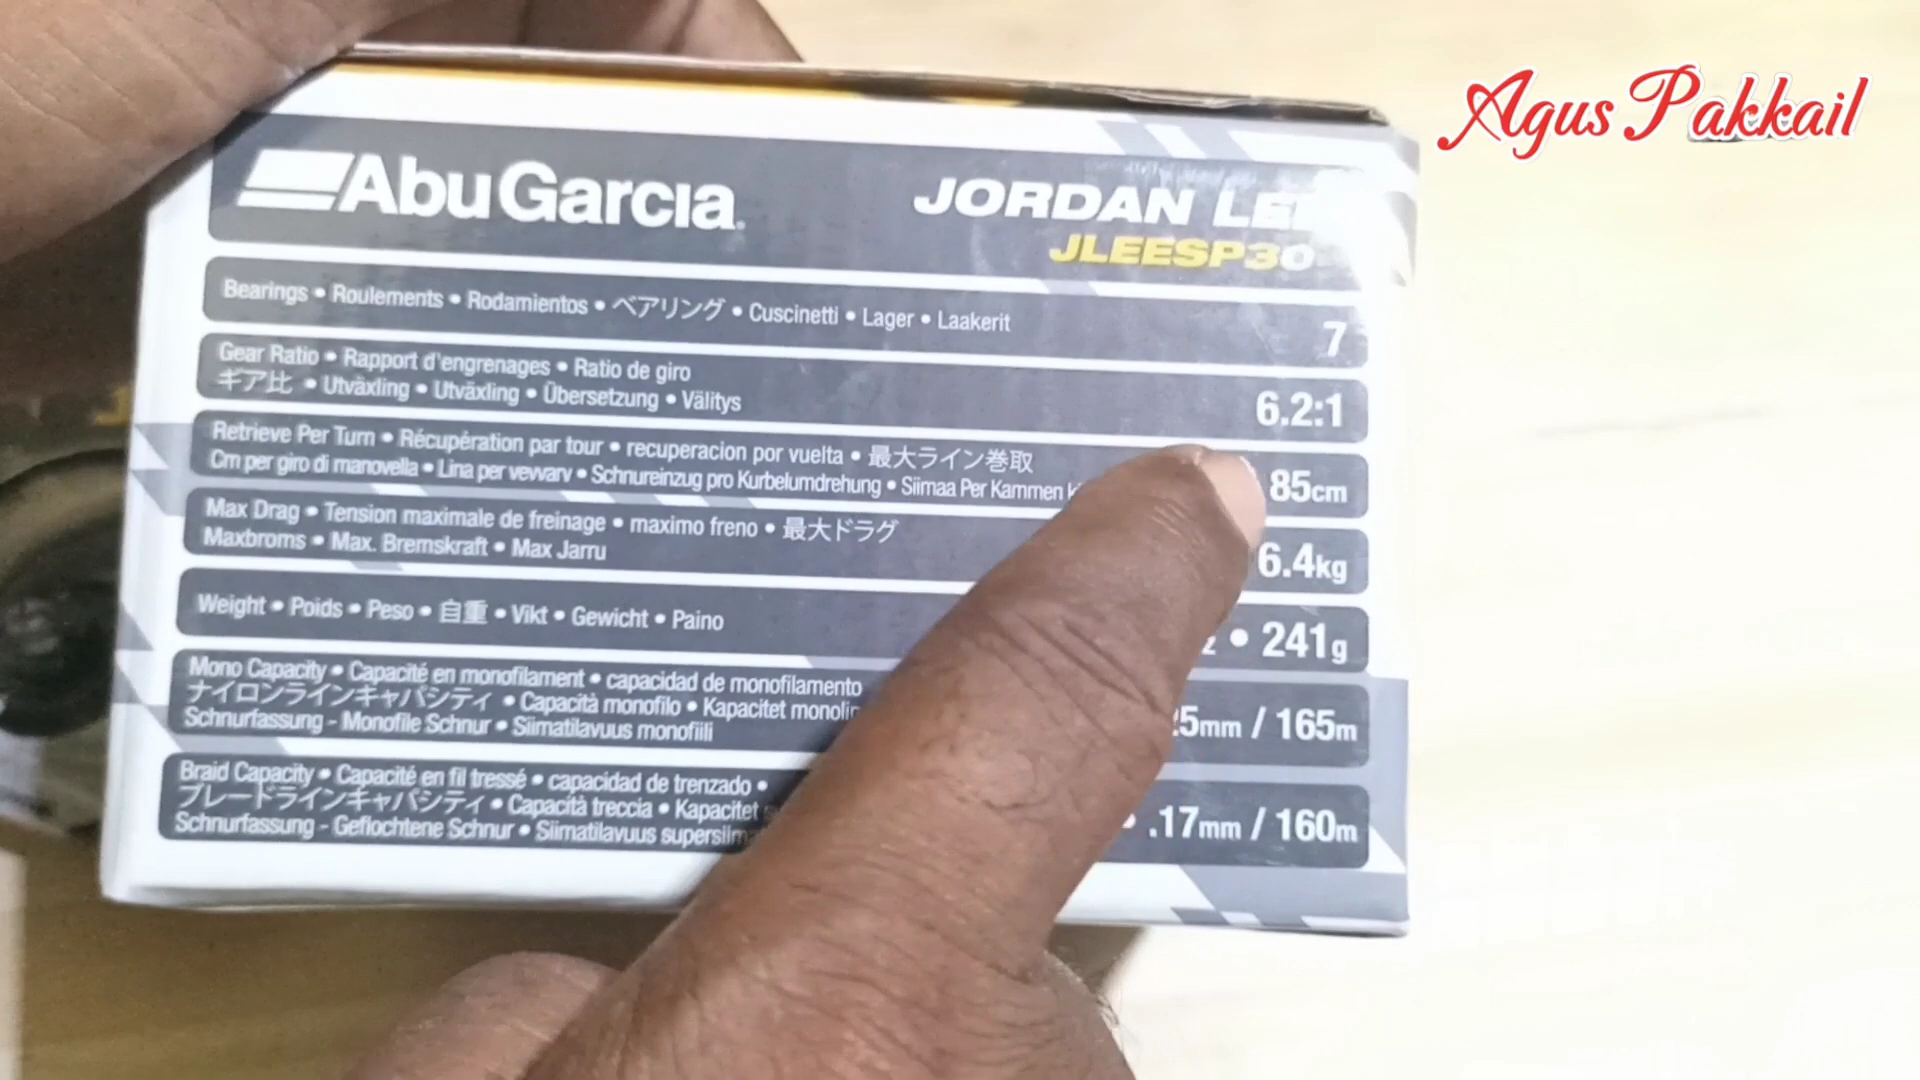 Agus Pakkail
AbuGarcia
JORDAN
JLEESP30
Bearings • Roulements • Rodamientos • ベアリング • Cuscinetti • Lager • Laakerit
7
Gear Ratio • Rapport d'engrenages • Ratio de giro
ギア比 • Utväxling • Utväxling • Übersetzung • Välitys
6.2:1
Retrieve Per Turn • Récupération par tour • recuperacion por vuelta • 最大ライン巻取
Cm per giro di manovella • Lina per vevvarv • Schnureinzug pro Kurbelumdrehung • Siimaa Per Kammen
85cm
Max Drag • Tension maximale de freinage • maximo freno • 最大ドラグ
Maxbroms • Max. Bremskraft • Max Jarru
6.4kg
Weight • Poids • Peso • 自重 • Vikt • Gewicht • Paino
• 241g
Mono Capacity • Capacité en monofilament • capacidad de monofilamento
ナイロンラインキャパシティ • Capacità monofilo • Kapacitet
Schnurfassung - Monofile Schnur • Siimatilavuus monofiili
5mm / 165m
Braid Capacity • Capacité en fil tressé • capacidad de trenzado •
ブレードラインキャパシティ • Capacità treccia • Kapacitet
Schnurfassung - Geflochtene Schnur • Siimatilavuus
• .17mm / 160m